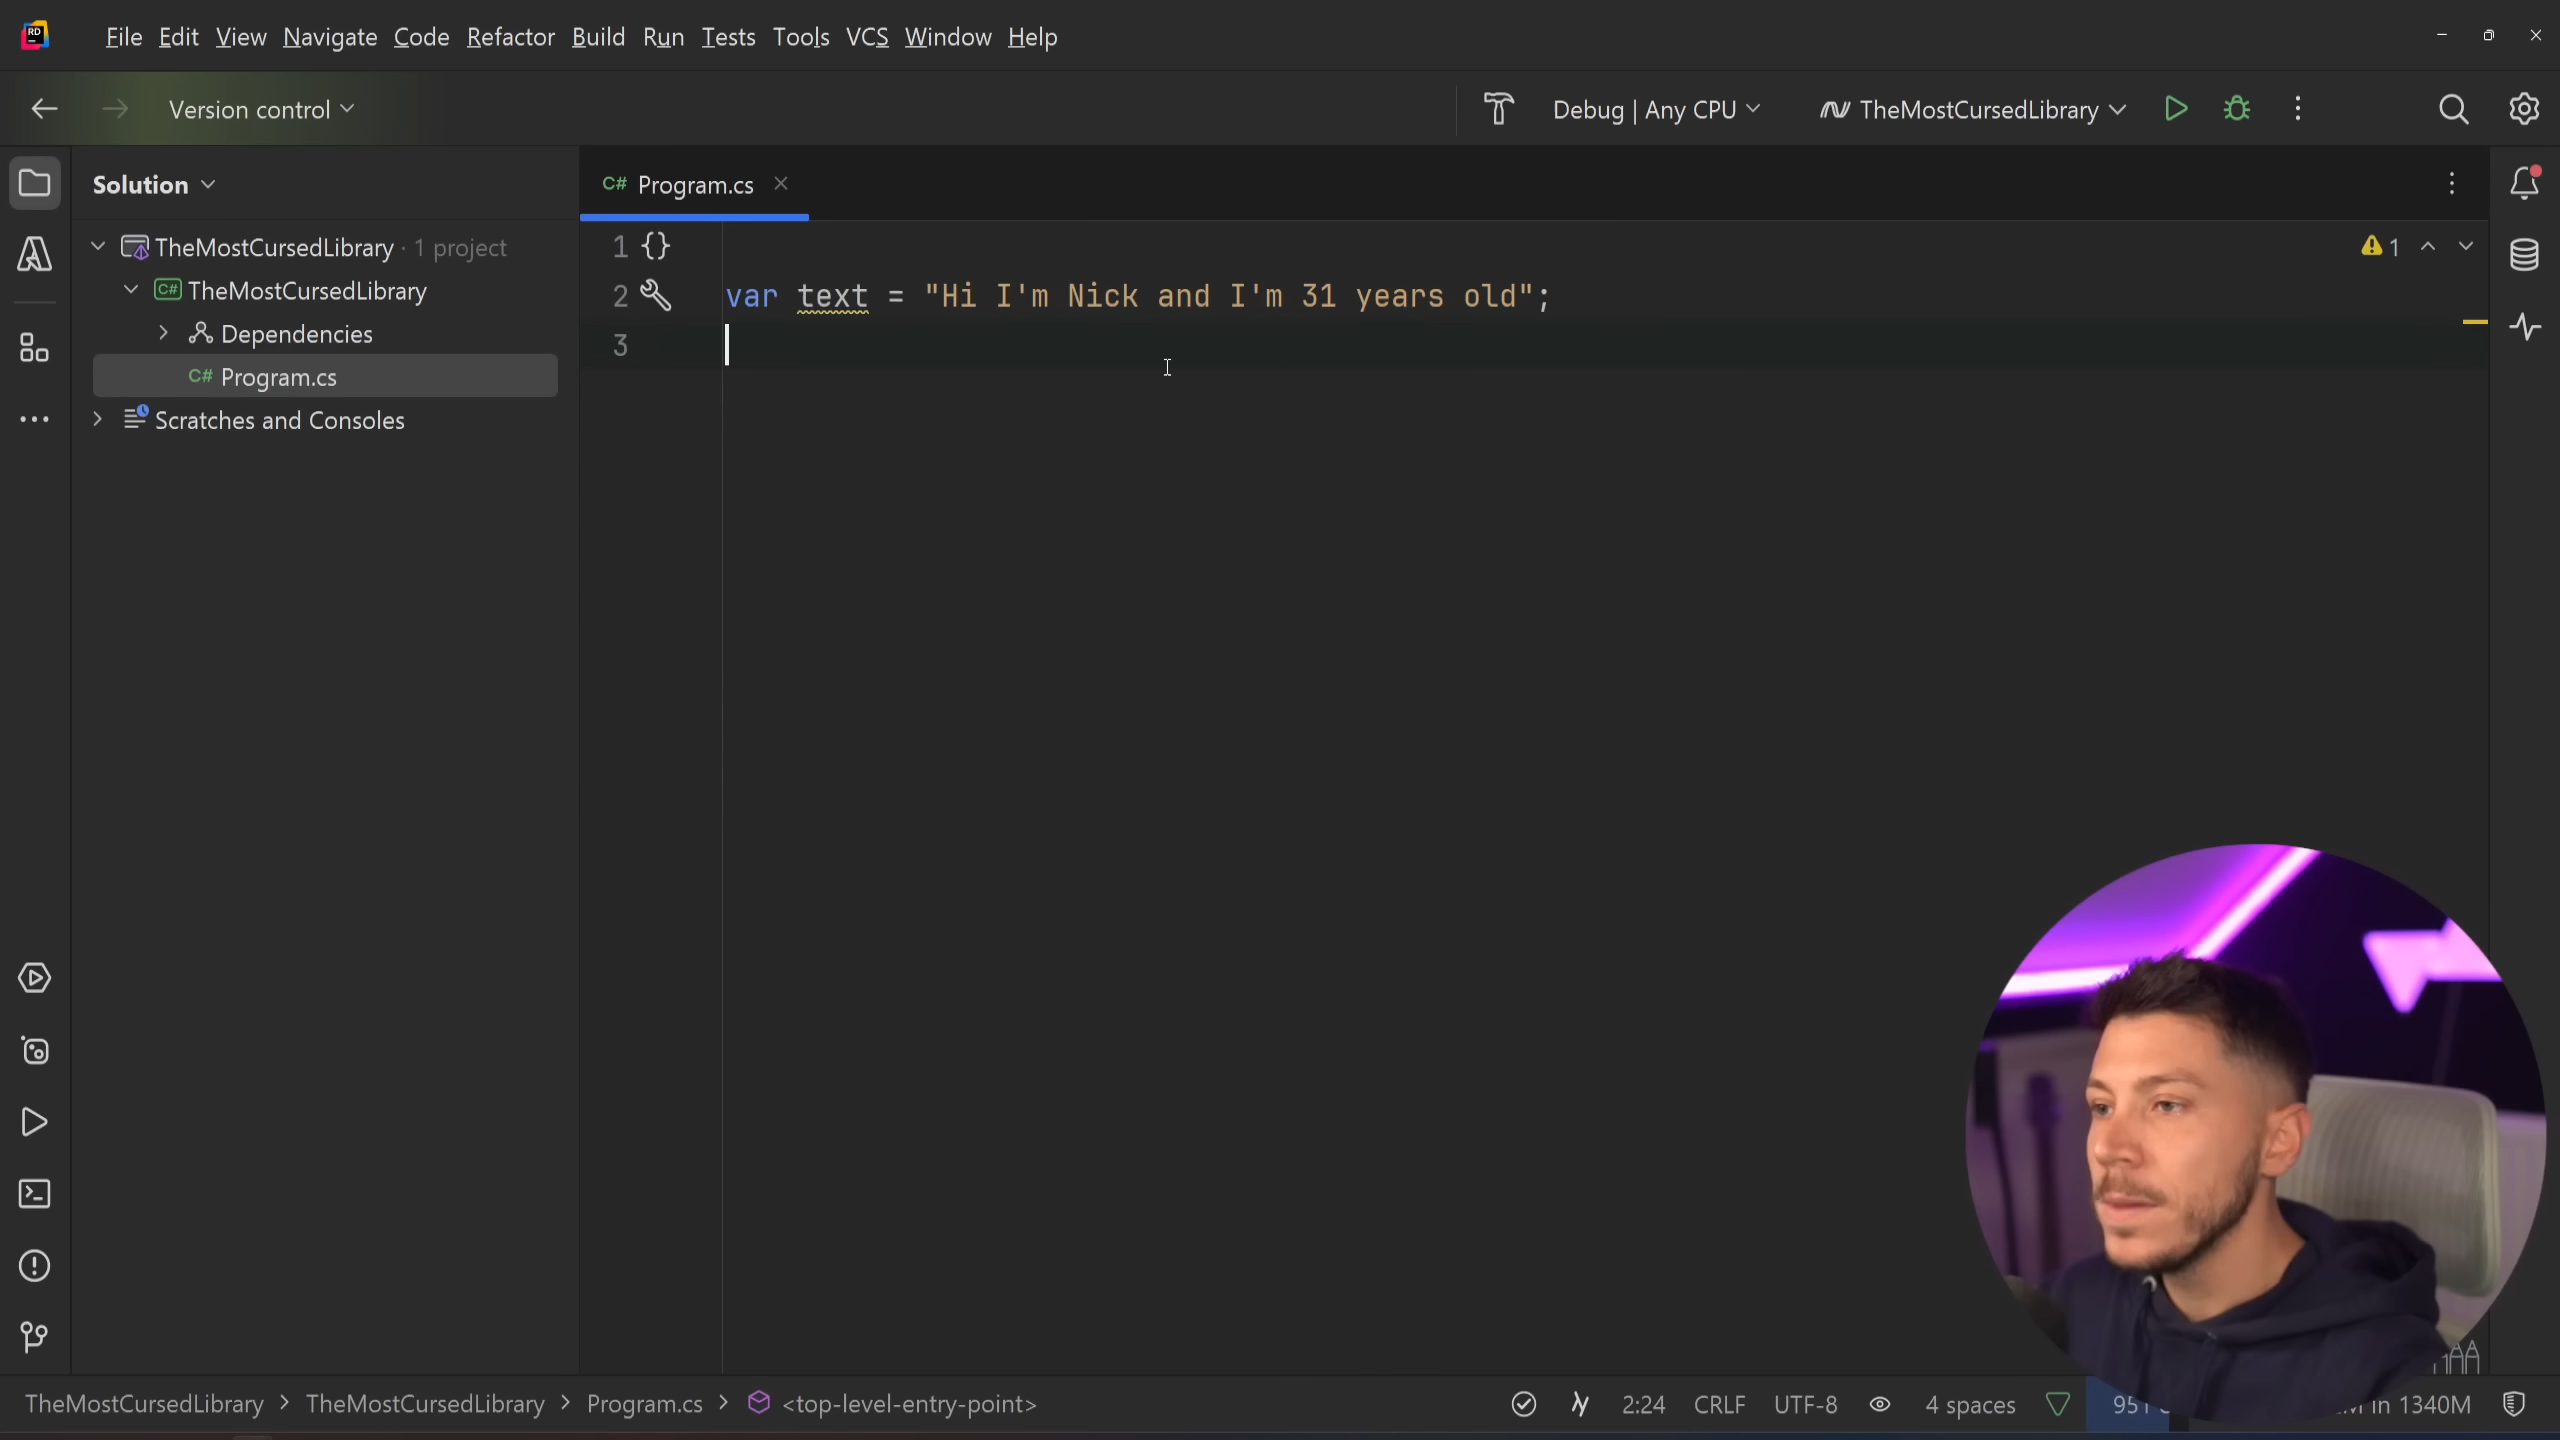 RD
File Edit View Navigate Code Refactor Build Run Tests Tools VCS Window Help
Version control
Debug | Any CPU
TheMostCursedLibrary
Solution
C# Program.cs
TheMostCursedLibrary · 1 project
C# TheMostCursedLibrary
Dependencies
C# Program.cs
Scratches and Consoles
1 {}
2 var text = "Hi I'm Nick and I'm 31 years old";
3
1
TheMostCursedLibrary > TheMostCursedLibrary > Program.cs > <top-level-entry-point>
2:24 CRLF UTF-8 4 spaces in 1340M